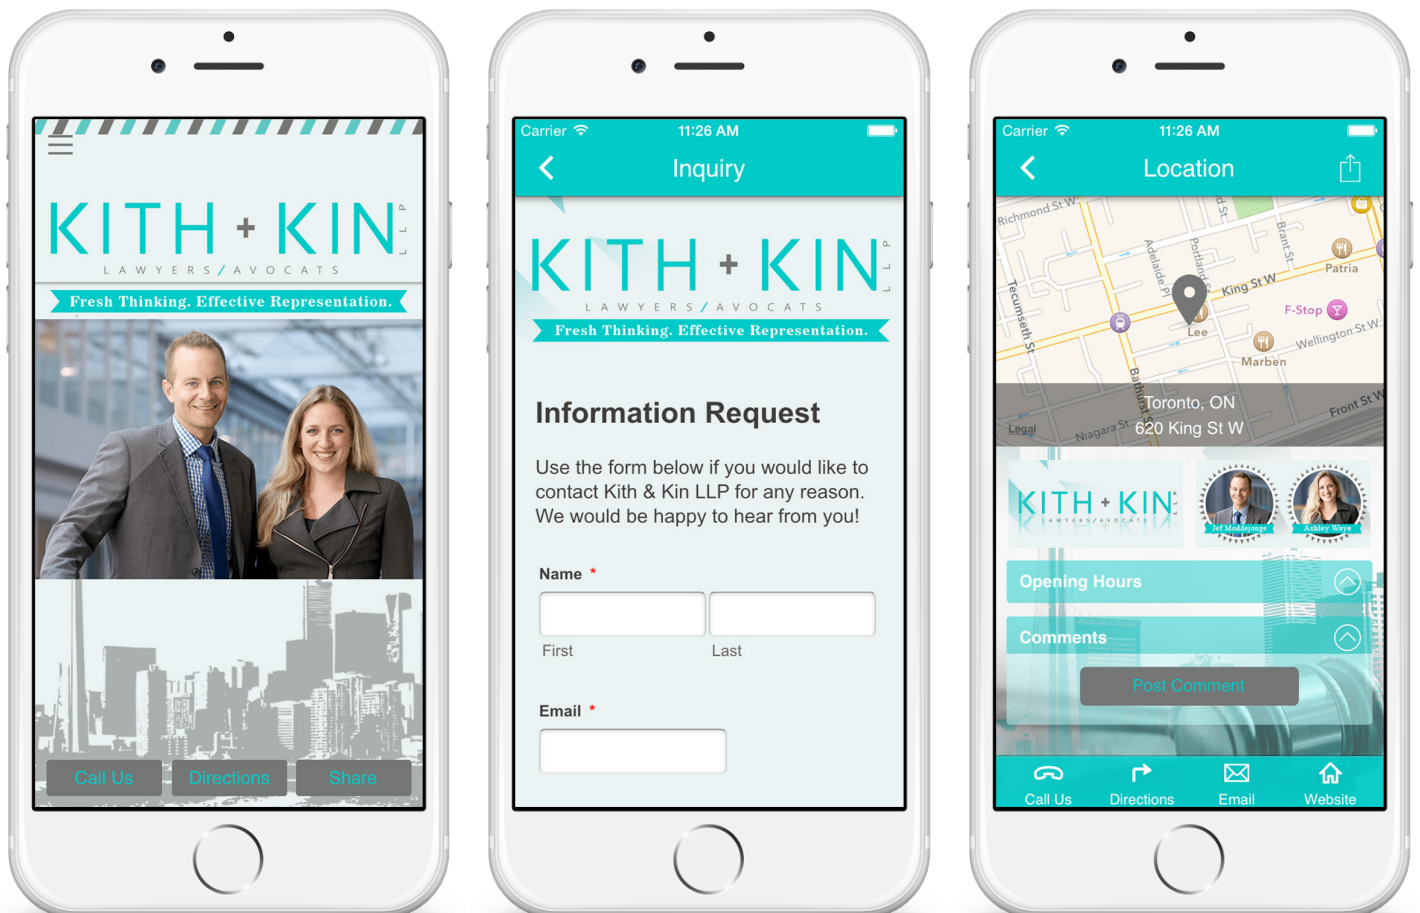 KITH + KIN LLP
LAWYERS/AVOCATS
Fresh Thinking. Effective Representation.
Call Us
Directions
Share
Carrier
11:26 AM
Inquiry
KITH + KIN LLP
LAWYERS/AVOCATS
Fresh Thinking. Effective Representation.
Information Request
Use the form below if you would like to
contact Kith & Kin LLP for any reason.
We would be happy to hear from you!
Name *
First
Last
Email *
Carrier
11:26 AM
Location
Richmond St W
Adelaide Pl
Portland St
d St
Brant St
Patria
King St W
Tecumseth St
F-Stop
Lee
Wellington St W
Marben
Bathurst St
Front St W
Niagara St
Legal
Toronto, ON
620 King St W
KITH + KIN LLP
LAWYERS/AVOCATS
Jef Moddejonge
Ashley Waye
Opening Hours
Comments
Post Comment
Call Us
Directions
Email
Website